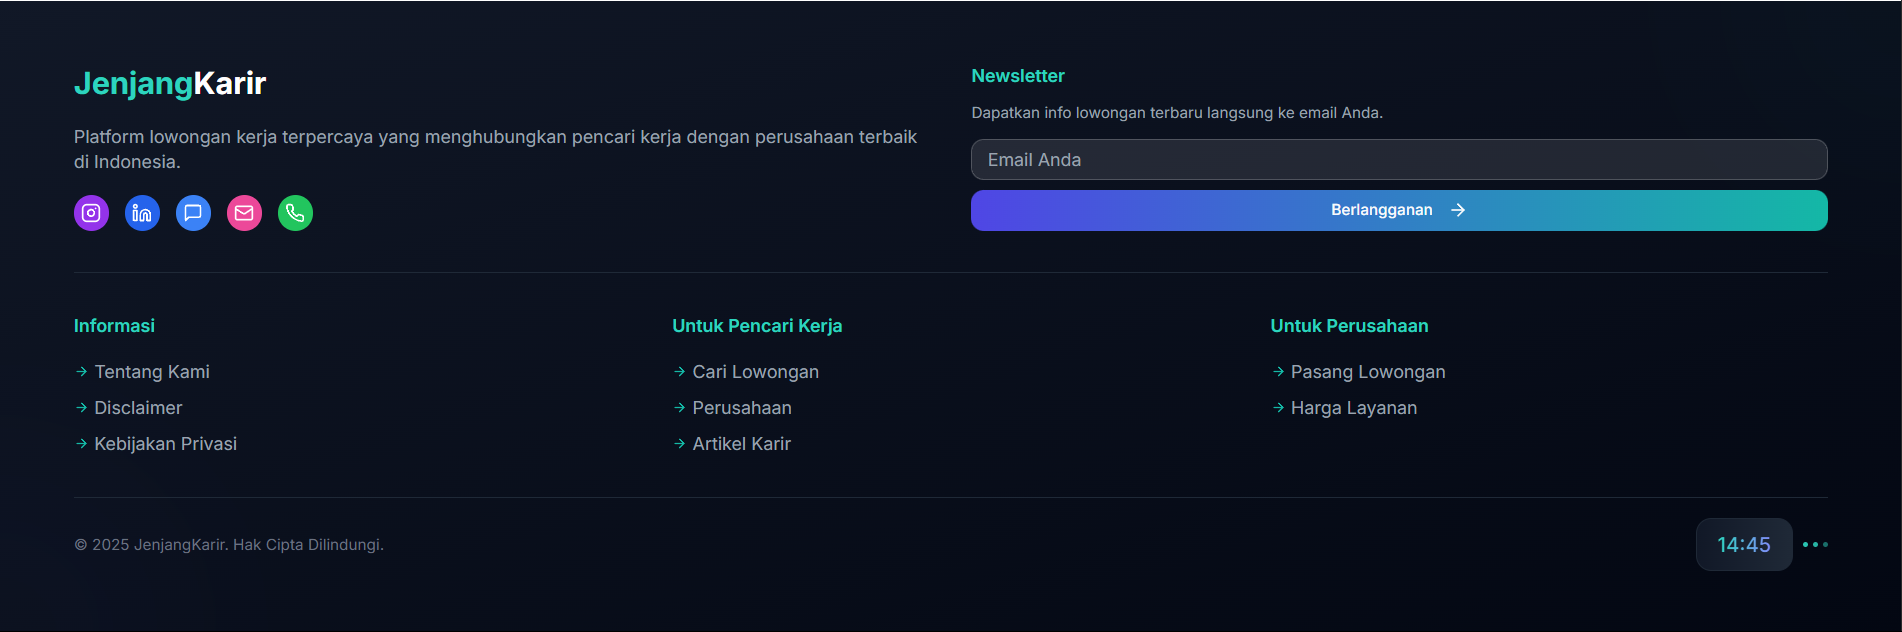 JenjangKarir
Platform lowongan kerja terpercaya yang menghubungkan pencari kerja dengan perusahaan terbaik
di Indonesia.
Newsletter
Dapatkan info lowongan terbaru langsung ke email Anda.
Email Anda
Berlangganan
Informasi
Tentang Kami
Disclaimer
Kebijakan Privasi
Untuk Pencari Kerja
Cari Lowongan
Perusahaan
Artikel Karir
Untuk Perusahaan
Pasang Lowongan
Harga Layanan
© 2025 JenjangKarir. Hak Cipta Dilindungi.
14:45